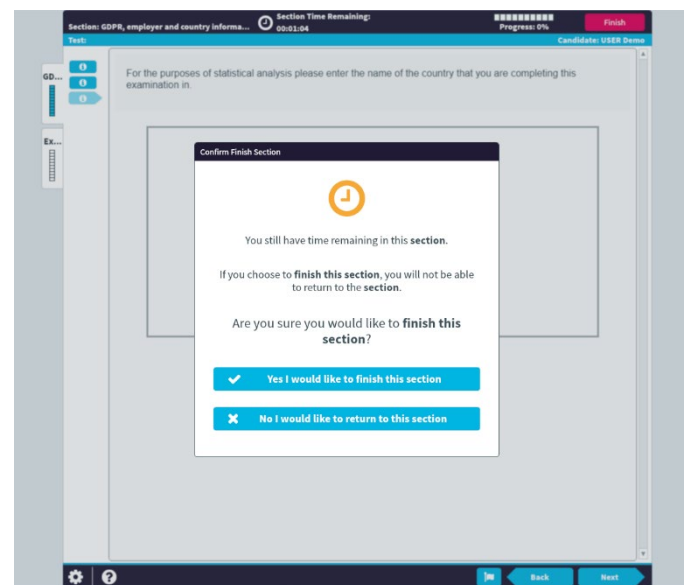 Section: GDPR, employer and country informa...
Section Time Remaining:
00:01:04
Progress: 0%
Finish
Test:
Candidate: USER Demo
GD...
Ex...
For the purposes of statistical analysis please enter the name of the country that you are completing this
examination in.
Confirm Finish Section
You still have time remaining in this section.
If you choose to finish this section, you will not be able
to return to the section.
Are you sure you would like to finish this
section?
Yes I would like to finish this section
No I would like to return to this section
Back
Next